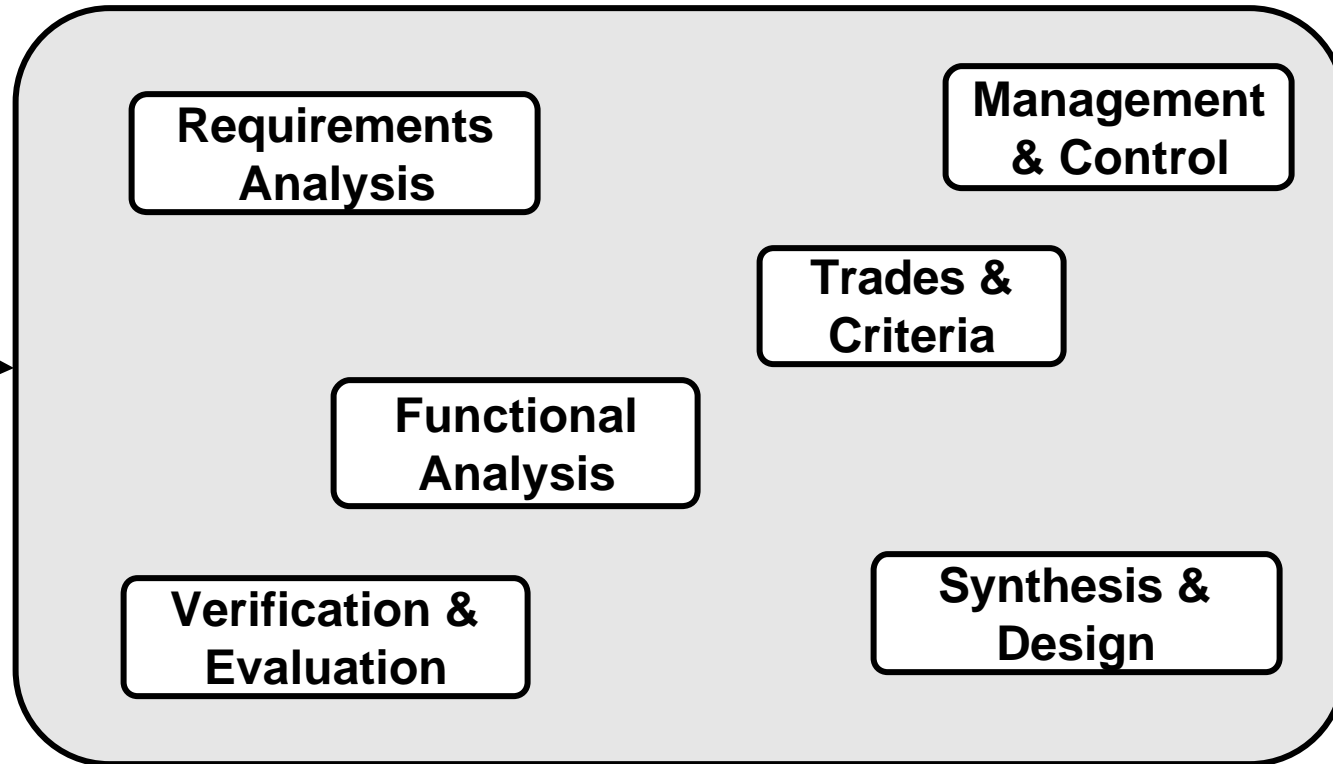 Requirements
Analysis
Management
& Control
Trades &
Criteria
Functional
Analysis
Verification &
Evaluation
Synthesis &
Design